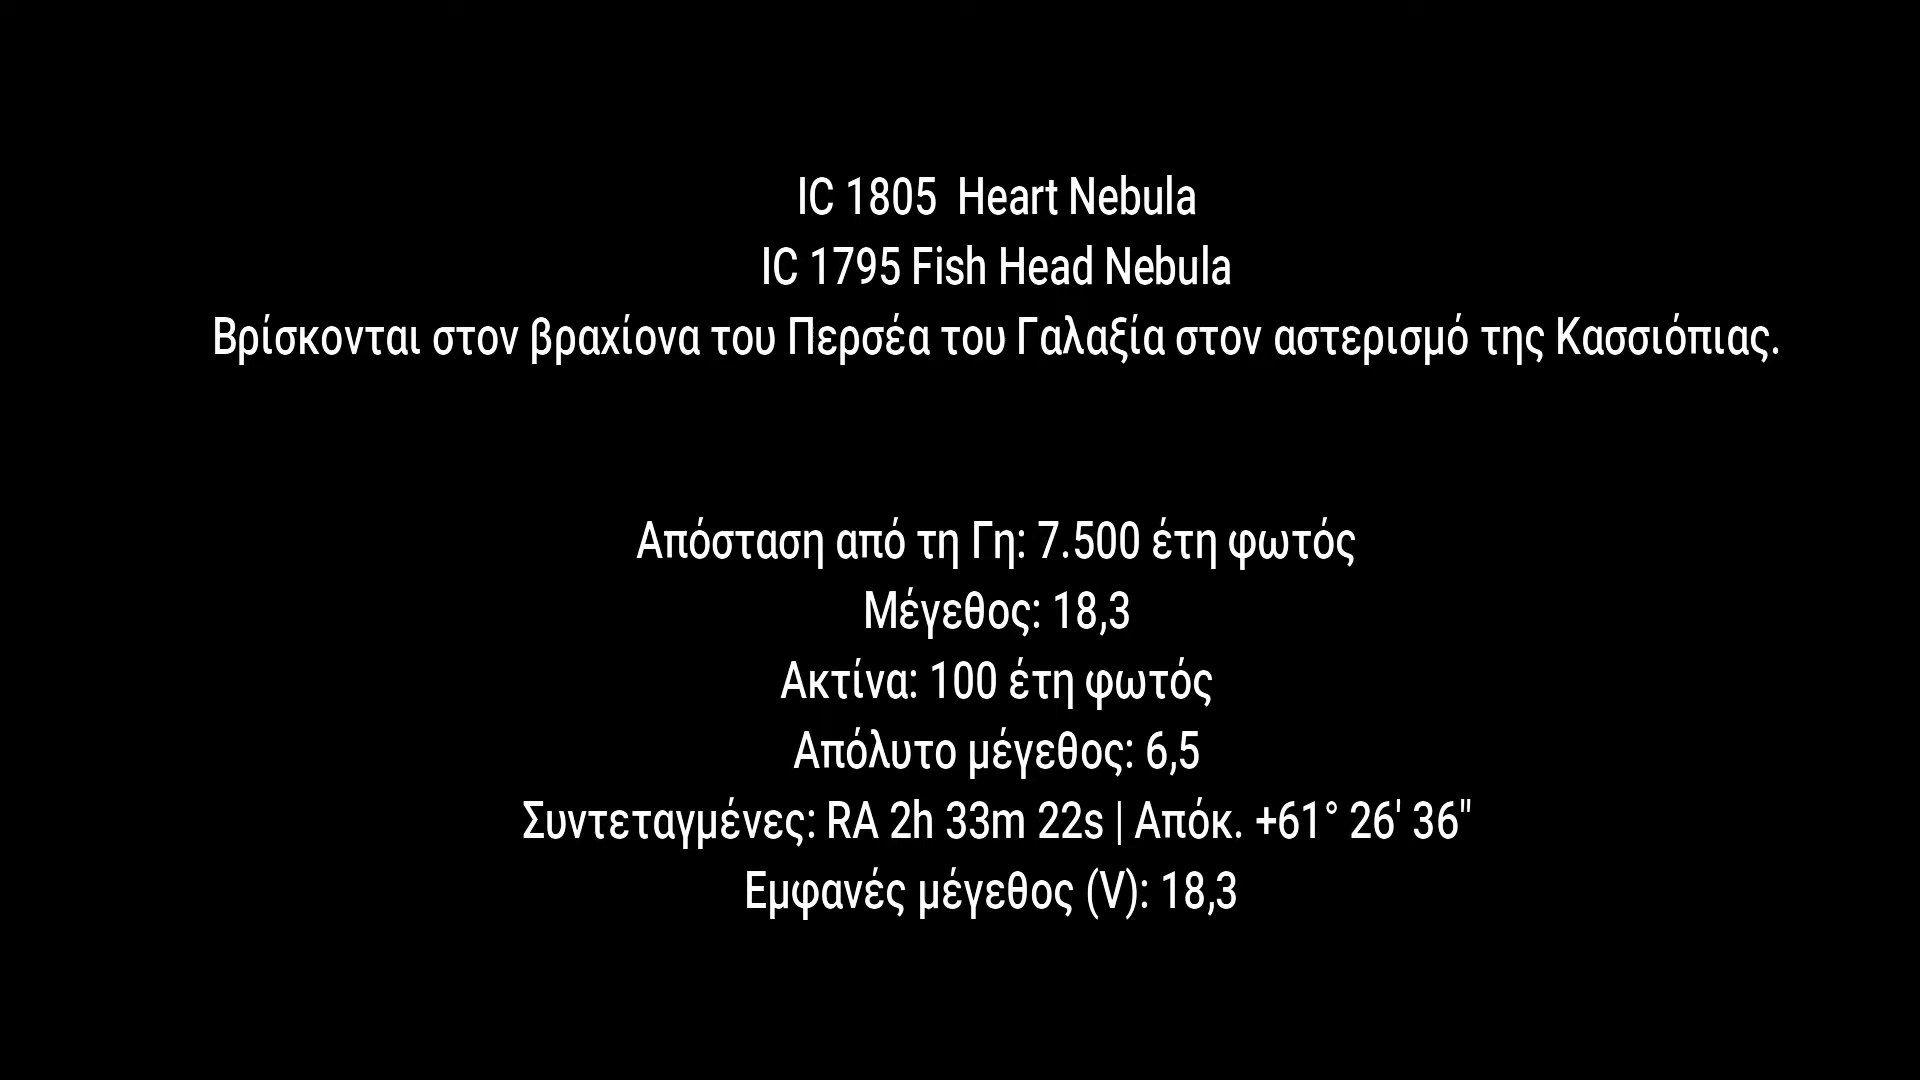 IC 1805  Heart Nebula
IC 1795 Fish Head Nebula
Βρίσκονται στον βραχίονα του Περσέα του Γαλαξία στον αστερισμό της Κασσιόπιας.
Απόσταση από τη Γη: 7.500 έτη φωτός
Μέγεθος: 18,3
Ακτίνα: 100 έτη φωτός
Απόλυτο μέγεθος: 6,5
Συντεταγμένες: RA 2h 33m 22s | Απόκ. +61° 26' 36"
Εμφανές μέγεθος (V): 18,3